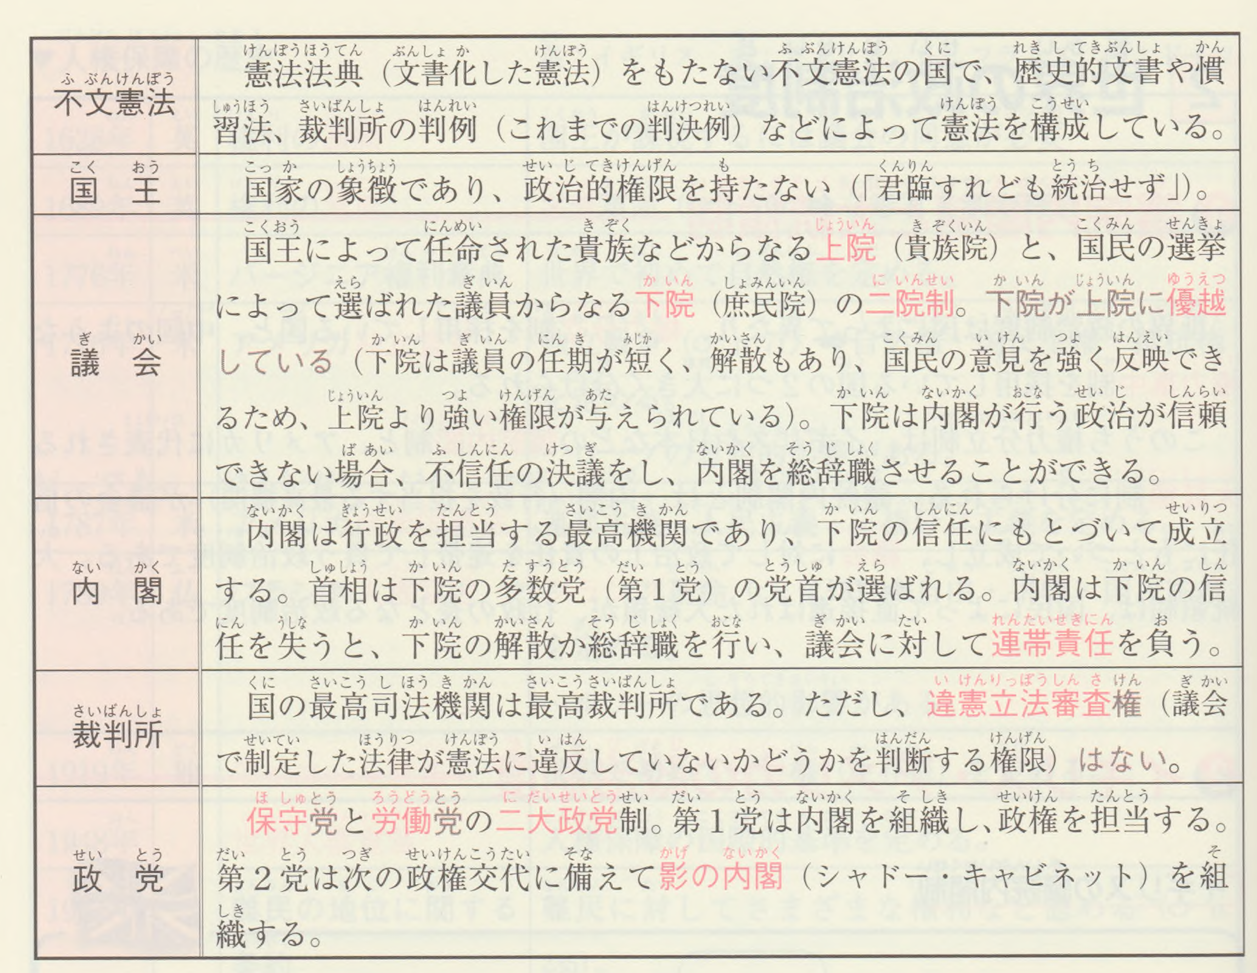 不文憲法
憲法法典（文書化した憲法）をもたない不文憲法の国で、歴史的文書や慣
習法、裁判所の判例（これまでの判決例）などによって憲法を構成している。
国王
国家の象徴であり、政治的権限を持たない（「君臨すれども統治せず」）。
議会
国王によって任命された貴族などからなる上院（貴族院）と、国民の選挙
によって選ばれた議員からなる下院（庶民院）の二院制。下院が上院に優越
している（下院は議員の任期が短く、解散もあり、国民の意見を強く反映でき
るため、上院より強い権限が与えられている）。下院は内閣が行う政治が信頼
できない場合、不信任の決議をし、内閣を総辞職させることができる。
内閣
内閣は行政を担当する最高機関であり、下院の信任にもとづいて成立
する。首相は下院の多数党（第１党）の党首が選ばれる。内閣は下院の信
任を失うと、下院の解散か総辞職を行い、議会に対して連帯責任を負う。
裁判所
国の最高司法機関は最高裁判所である。ただし、違憲立法審査権（議会
で制定した法律が憲法に違反していないかどうかを判断する権限）はない。
政党
保守党と労働党の二大政党制。第１党は内閣を組織し、政権を担当する。
第２党は次の政権交代に備えて影の内閣（シャドー・キャビネット）を組
織する。